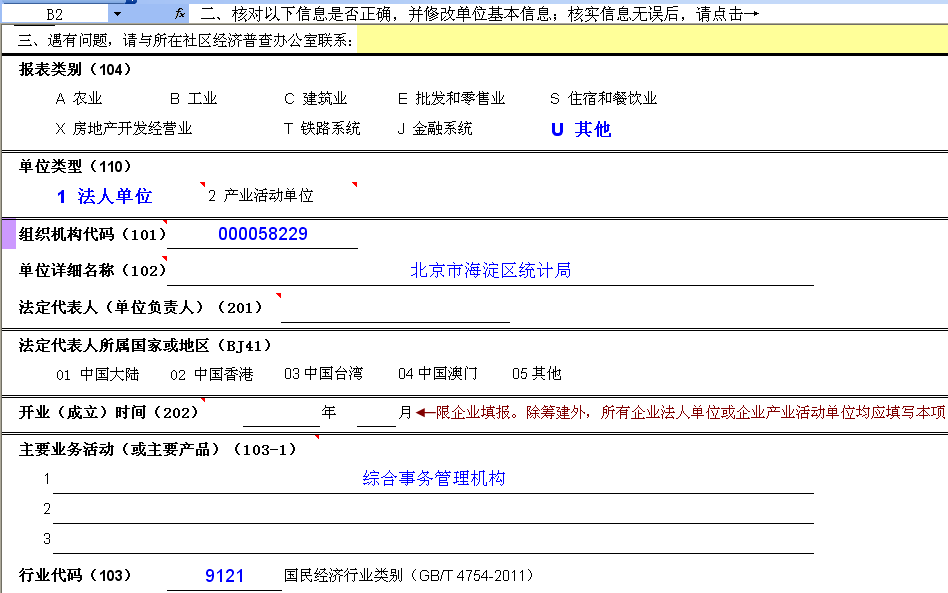 B2 fx 二、核对以下信息是否正确，并修改单位基本信息；核实信息无误后，请点击→
三、遇有问题，请与所在社区经济普查办公室联系：
报表类别（104）
A 农业 B 工业 C 建筑业 E 批发和零售业 S 住宿和餐饮业
X 房地产开发经营业 T 铁路系统 J 金融系统 U 其他
单位类型（110）
1 法人单位 2 产业活动单位
组织机构代码（101） 000058229
单位详细名称（102） 北京市海淀区统计局
法定代表人（单位负责人）（201）
法定代表人所属国家或地区（BJ41）
01 中国大陆 02 中国香港 03 中国台湾 04 中国澳门 05 其他
开业（成立）时间（202） 年 月 ←限企业填报。除筹建外，所有企业法人单位或企业产业活动单位均应填写本项
主要业务活动（或主要产品）（103-1）
1 综合事务管理机构
2
3
行业代码（103） 9121 国民经济行业类别（GB/T 4754-2011）